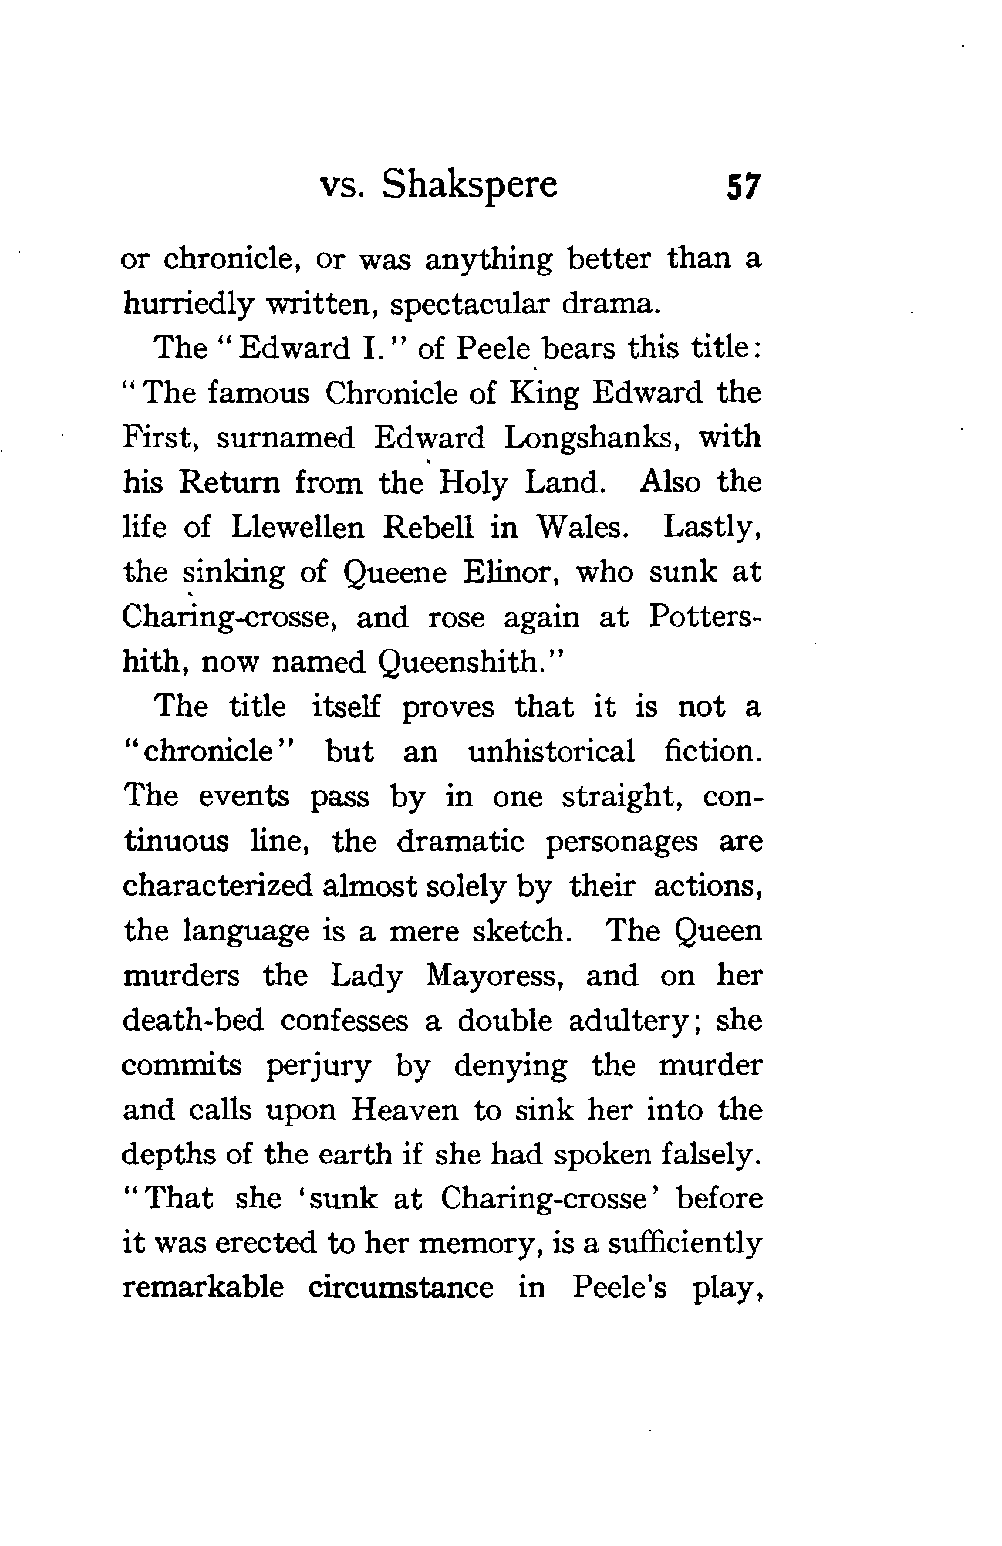 vs. Shakspere 57
or chronicle, or was anything better than a
hurriedly written, spectacular drama.
The "Edward I." of Peele bears this title:
"The famous Chronicle of King Edward the
First, surnamed Edward Longshanks, with
his Return from the Holy Land. Also the
life of Llewellen Rebell in Wales. Lastly,
the sinking of Queene Elinor, who sunk at
Charing-crosse, and rose again at Potters-
hith, now named Queenshith."
The title itself proves that it is not a
"chronicle" but an unhistorical fiction.
The events pass by in one straight, con-
tinuous line, the dramatic personages are
characterized almost solely by their actions,
the language is a mere sketch. The Queen
murders the Lady Mayoress, and on her
death-bed confesses a double adultery; she
commits perjury by denying the murder
and calls upon Heaven to sink her into the
depths of the earth if she had spoken falsely.
"That she 'sunk at Charing-crosse' before
it was erected to her memory, is a sufficiently
remarkable circumstance in Peele's play,